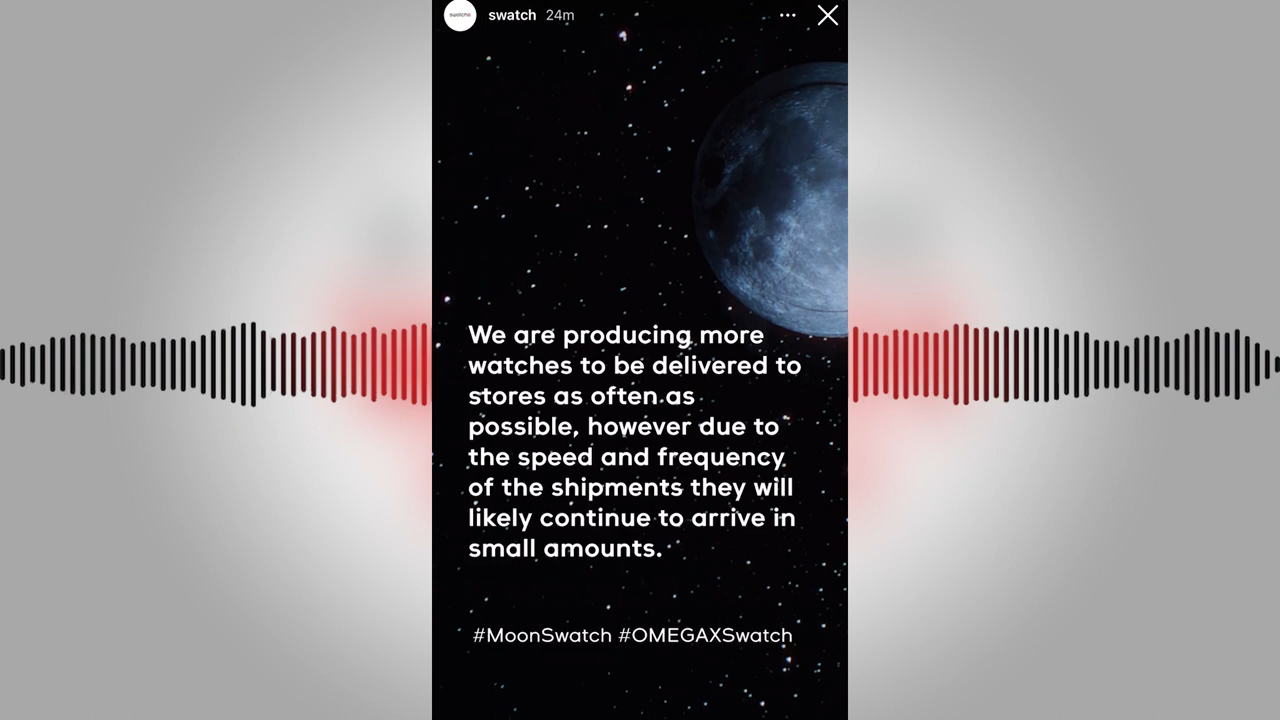 swatch 24m
We are producing more
watches to be delivered to
stores as often as
possible, however due to
the speed and frequency
of the shipments they will
likely continue to arrive in
small amounts.
#MoonSwatch #OMEGAXSwatch